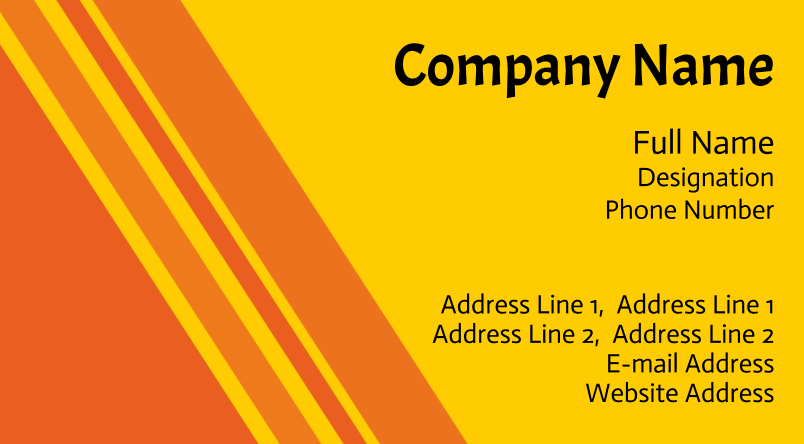 Company Name
Full Name
Designation
Phone Number
Address Line 1,  Address Line 1
Address Line 2,  Address Line 2
E-mail Address
Website Address